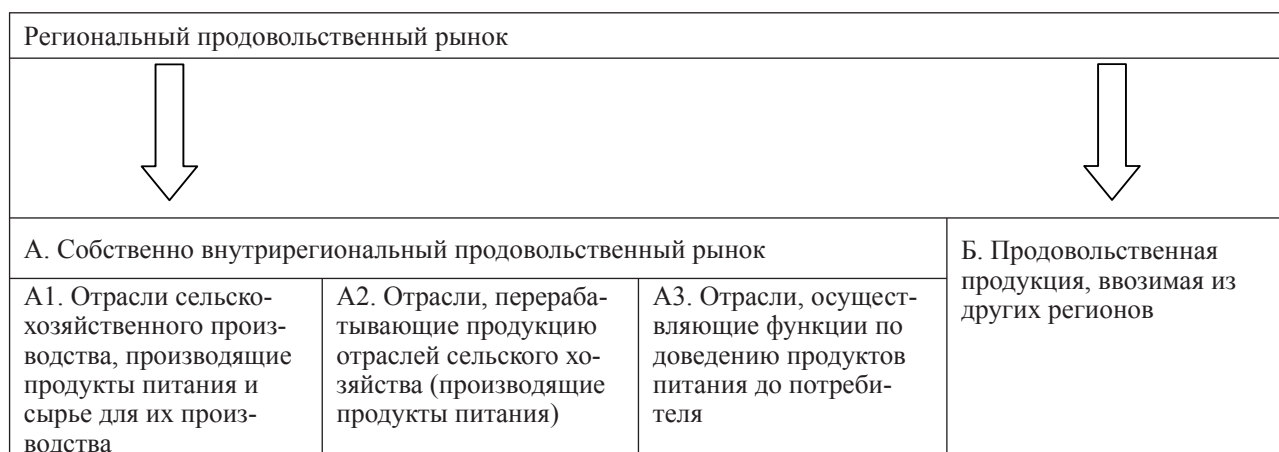 Региональный продовольственный рынок
А. Собственно внутрирегиональный продовольственный рынок
Б. Продовольственная
продукция, ввозимая из
других регионов
А1. Отрасли сельско-
хозяйственного произ-
водства, производящие
продукты питания и
сырье для их произ-
водства
А2. Отрасли, перераба-
тывающие продукцию
отраслей сельского хо-
зяйства (производящие
продукты питания)
А3. Отрасли, осущест-
вляющие функции по
доведению продуктов
питания до потреби-
теля